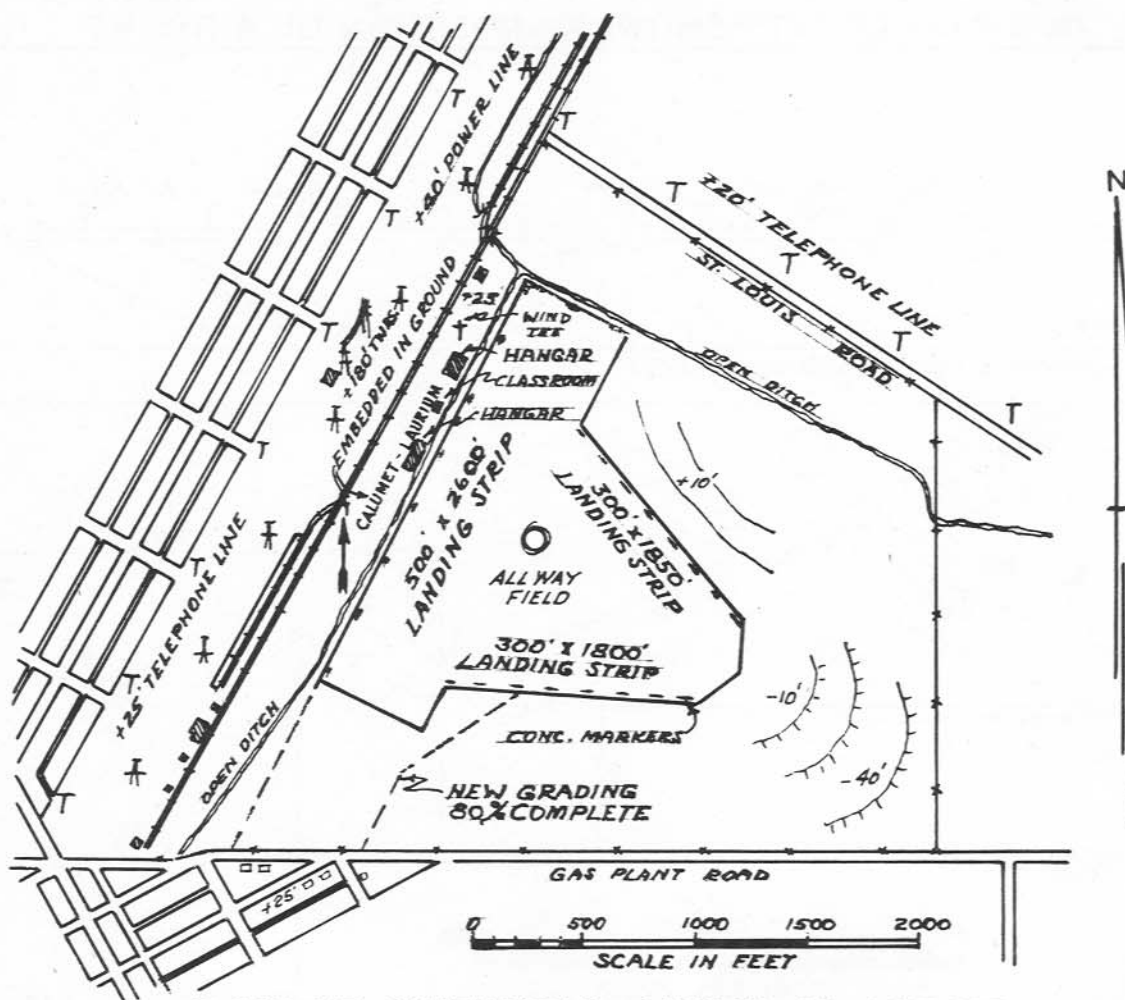 +40' POWER LINE
N
±20' TELEPHONE LINE
ST. LOUIS ROAD
+25'
WIND
TEE
HANGAR
CLASSROOM
HANGAR
EMBEDDED IN GROUND
CALUMET - LAURIUM
OPEN DITCH
+10'
500' X 2600'
LANDING STRIP
300' X 1850'
LANDING STRIP
ALL WAY
FIELD
300' X 1800'
LANDING STRIP
+25' TELEPHONE LINE
OPEN DITCH
-10'
-40'
CONC. MARKERS
NEW GRADING
80% COMPLETE
+25'
GAS PLANT ROAD
0 500 1000 1500 2000
SCALE IN FEET